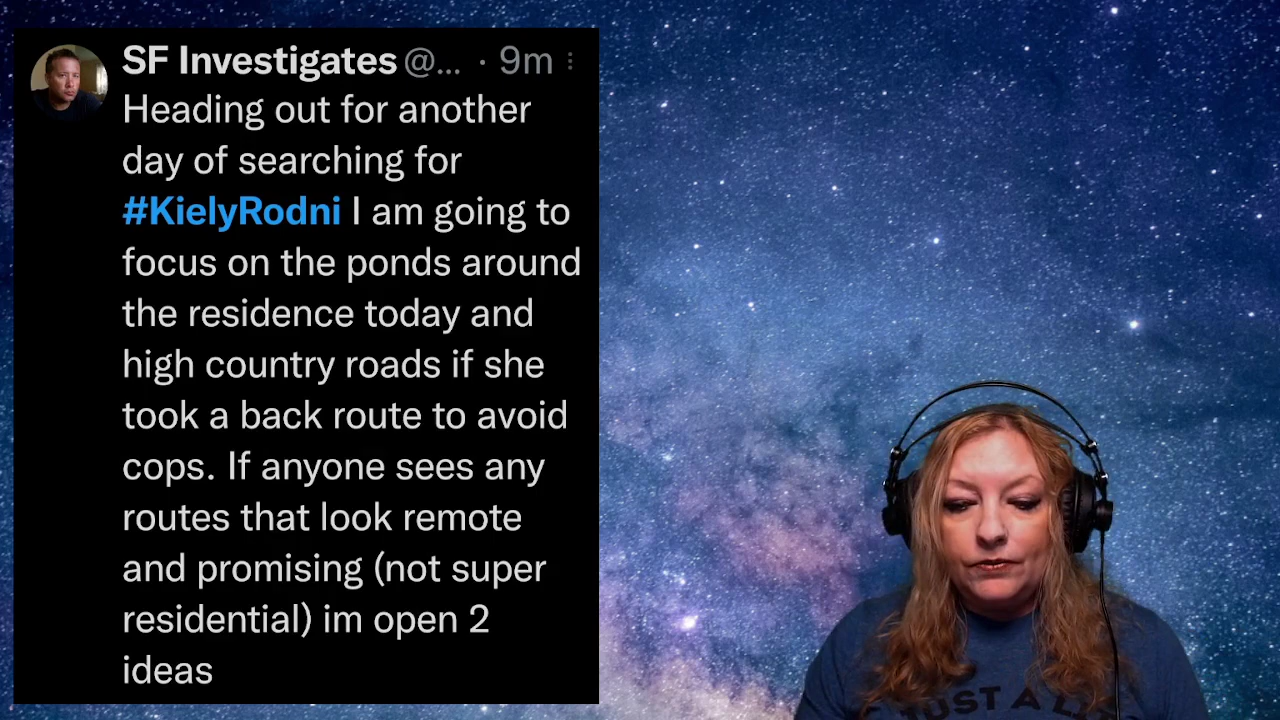 SF Investigates @... · 9m
Heading out for another
day of searching for
#KielyRodni I am going to
focus on the ponds around
the residence today and
high country roads if she
took a back route to avoid
cops. If anyone sees any
routes that look remote
and promising (not super
residential) im open 2
ideas
JUST A